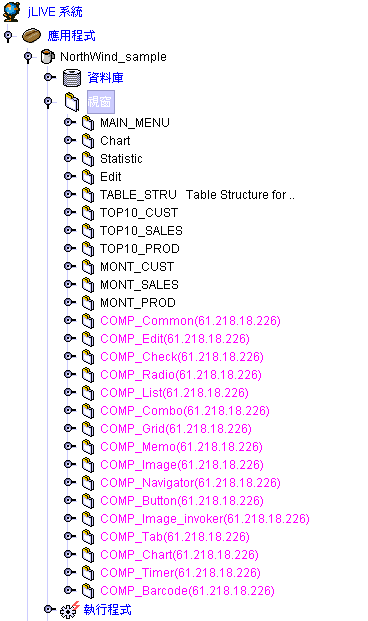 jLIVE 系統
應用程式
NorthWind_sample
資料庫
視窗
MAIN_MENU
Chart
Statistic
Edit
TABLE_STRU Table Structure for ..
TOP10_CUST
TOP10_SALES
TOP10_PROD
MONT_CUST
MONT_SALES
MONT_PROD
COMP_Common(61.218.18.226)
COMP_Edit(61.218.18.226)
COMP_Check(61.218.18.226)
COMP_Radio(61.218.18.226)
COMP_List(61.218.18.226)
COMP_Combo(61.218.18.226)
COMP_Grid(61.218.18.226)
COMP_Memo(61.218.18.226)
COMP_Image(61.218.18.226)
COMP_Navigator(61.218.18.226)
COMP_Button(61.218.18.226)
COMP_Image_invoker(61.218.18.226)
COMP_Tab(61.218.18.226)
COMP_Chart(61.218.18.226)
COMP_Timer(61.218.18.226)
COMP_Barcode(61.218.18.226)
執行程式